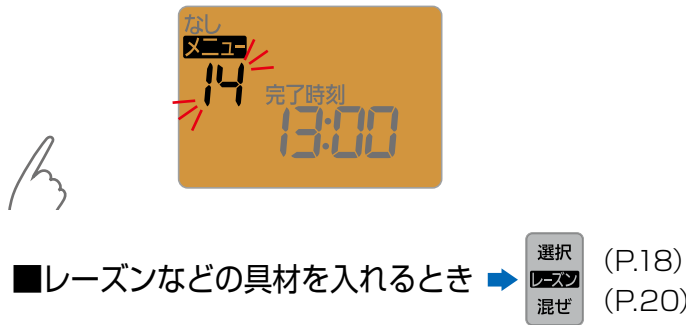 なし
メニュー
14
完了時刻
13:00
■レーズンなどの具材を入れるとき
選択
レーズン
混ぜ
(P.18)
(P.20)